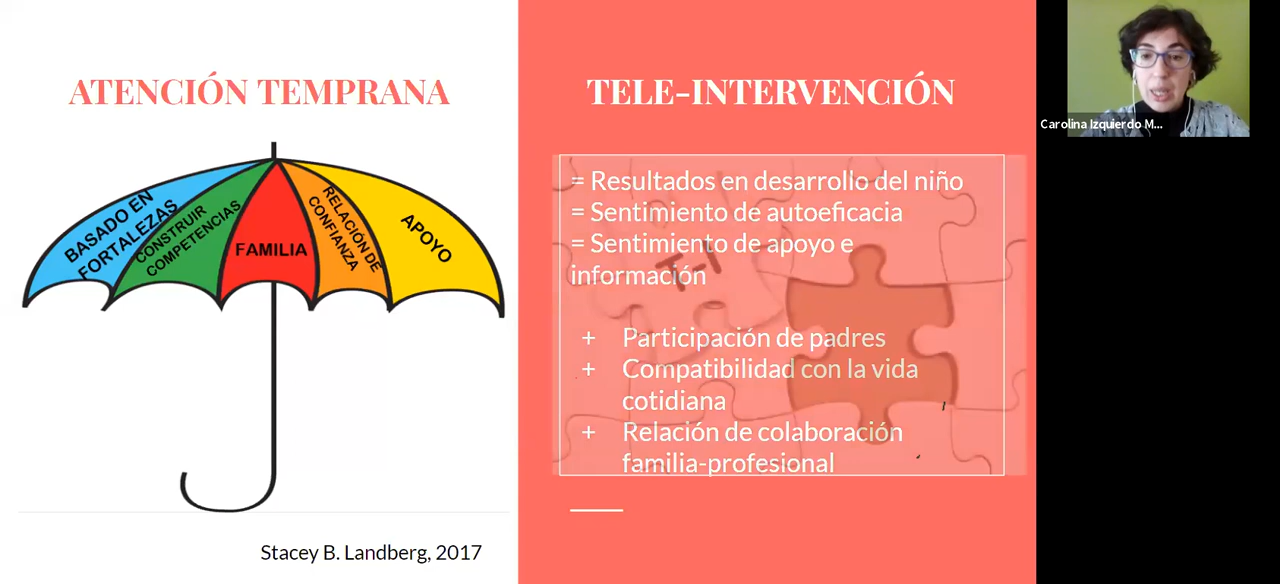 ATENCIÓN TEMPRANA
BASADO EN
FORTALEZAS
CONSTRUIR
COMPETENCIAS
FAMILIA
RELACIÓN DE
CONFIANZA
APOYO
Stacey B. Landberg, 2017
TELE-INTERVENCIÓN
= Resultados en desarrollo del niño
= Sentimiento de autoeficacia
= Sentimiento de apoyo e
información
T-I
+ Participación de padres
+ Compatibilidad con la vida
cotidiana
+ Relación de colaboración
familia-profesional
Carolina Izquierdo M...